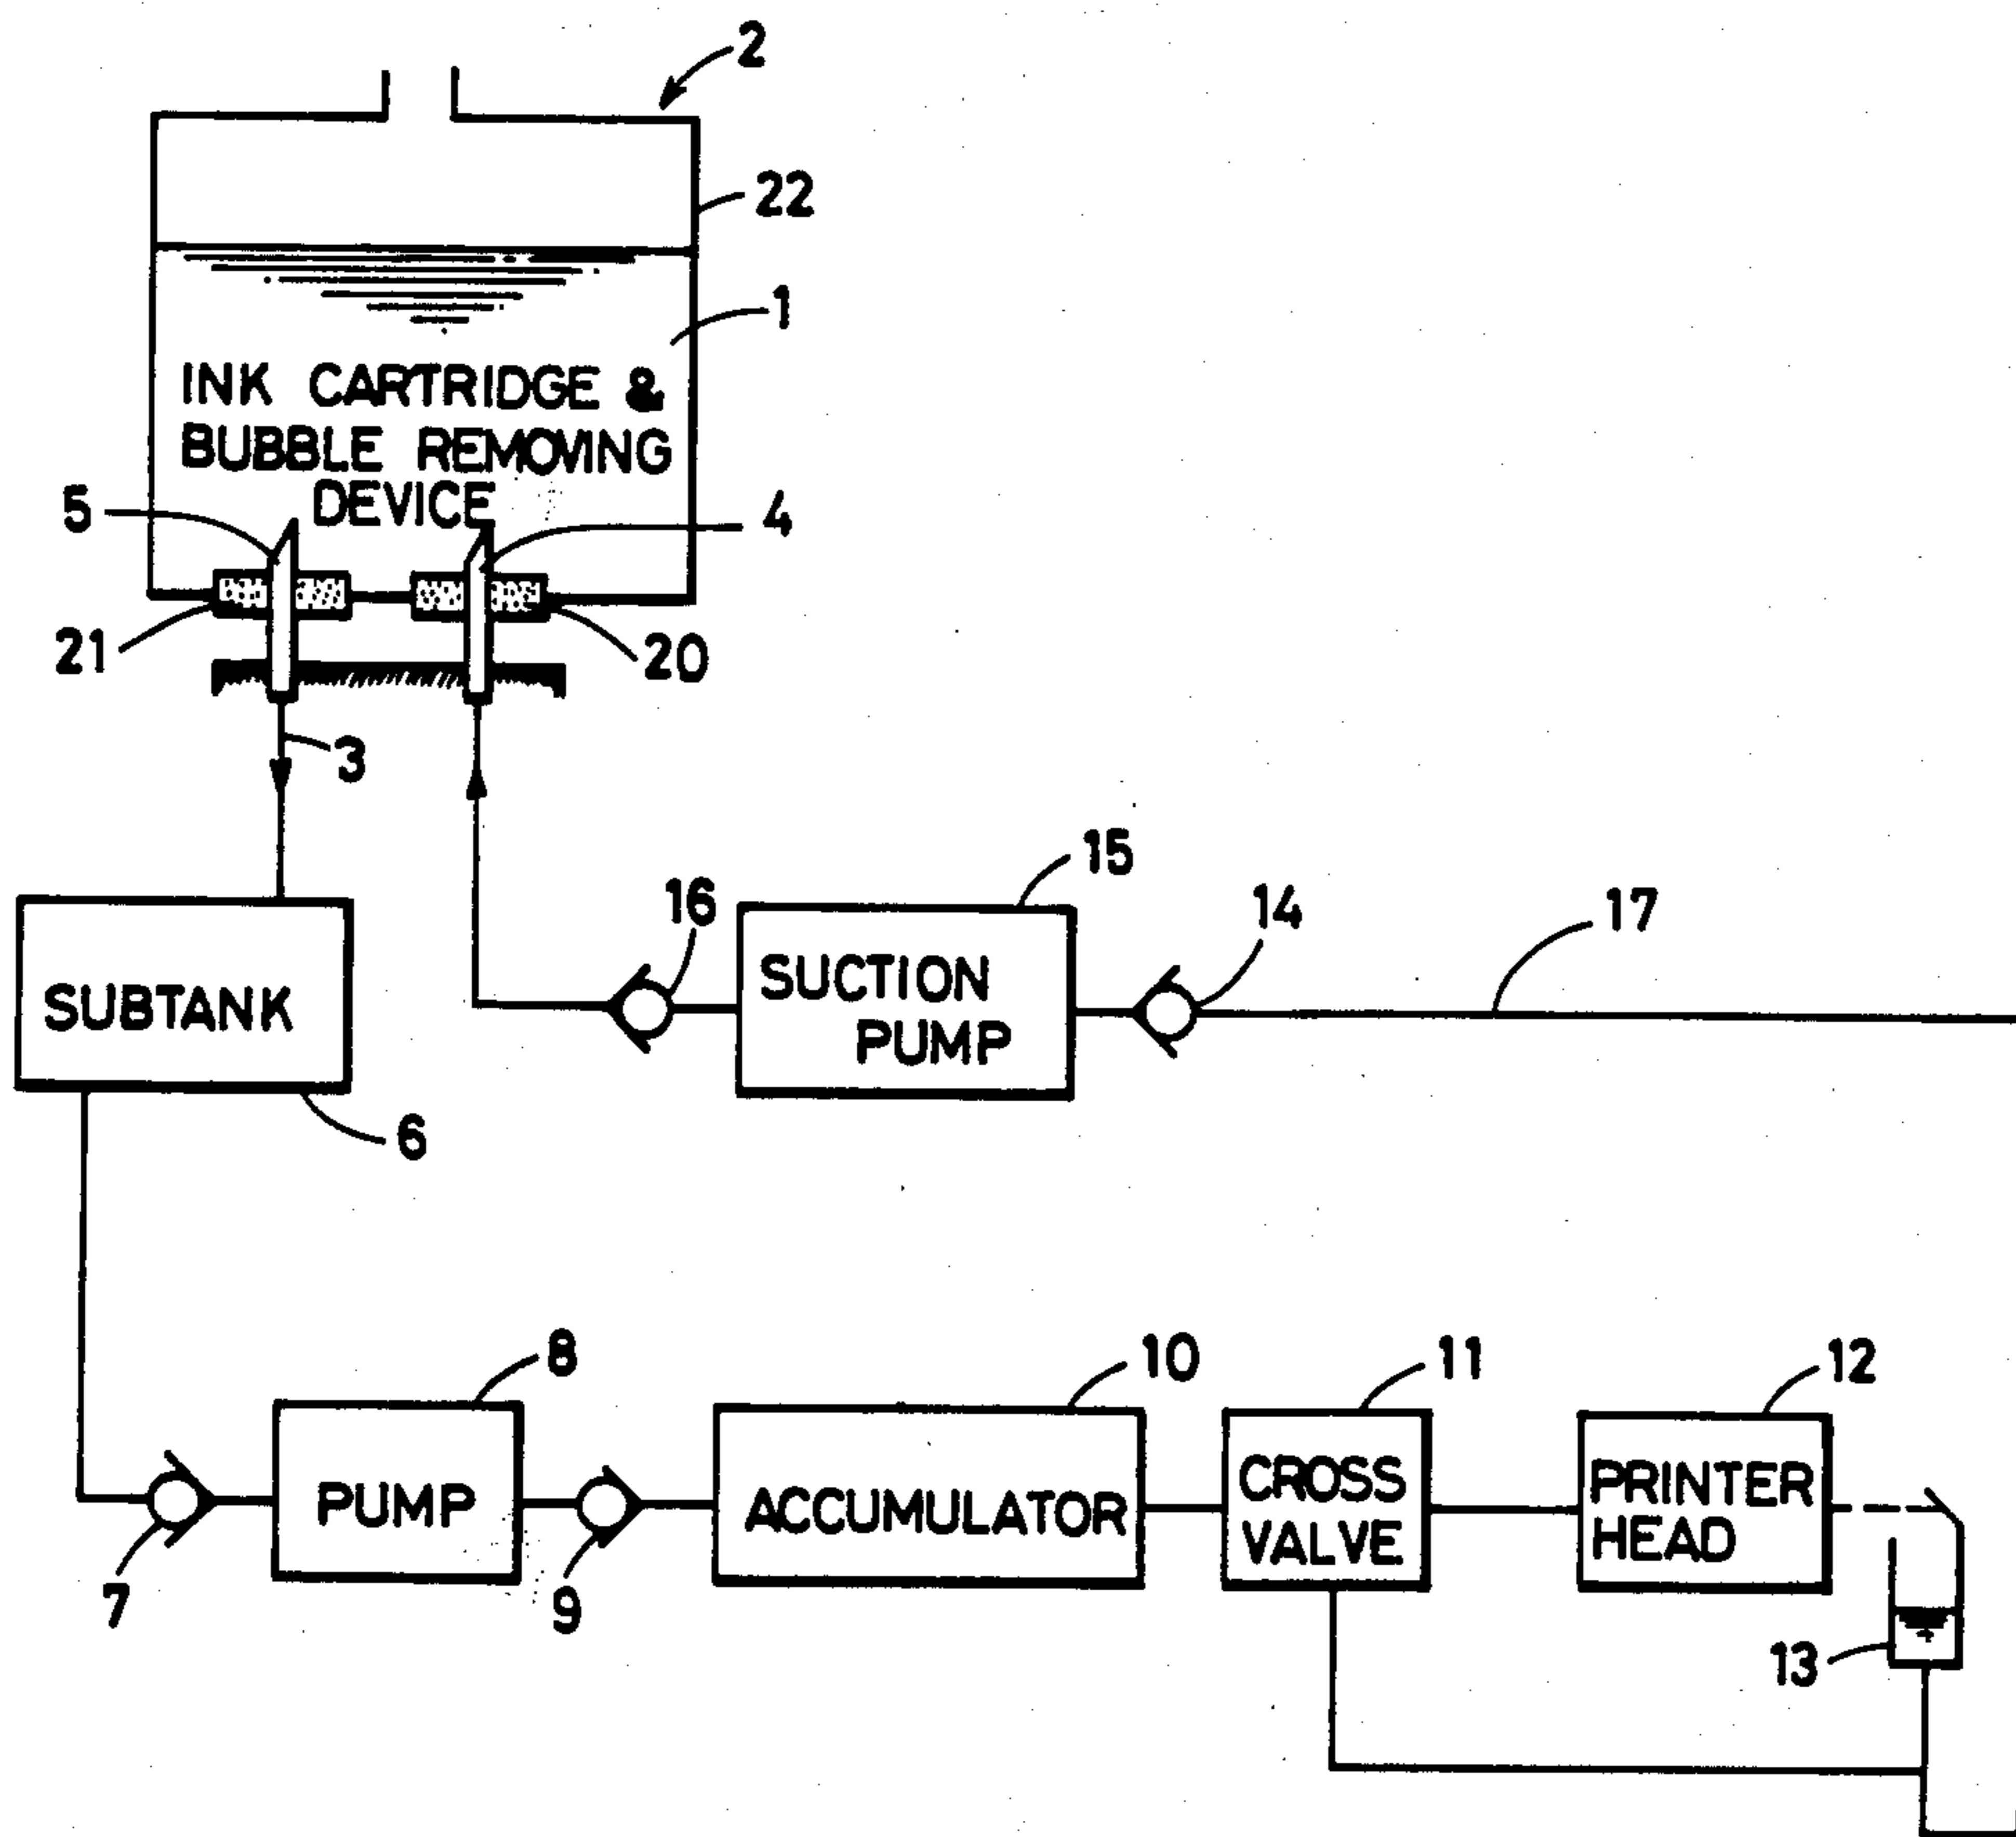 2
22
1
INK CARTRIDGE &
BUBBLE REMOVING
DEVICE
5
4
21
20
3
15
16
14
17
SUCTION
PUMP
SUBTANK
6
8
10
11
12
PUMP
ACCUMULATOR
CROSS
VALVE
PRINTER
HEAD
7
9
13